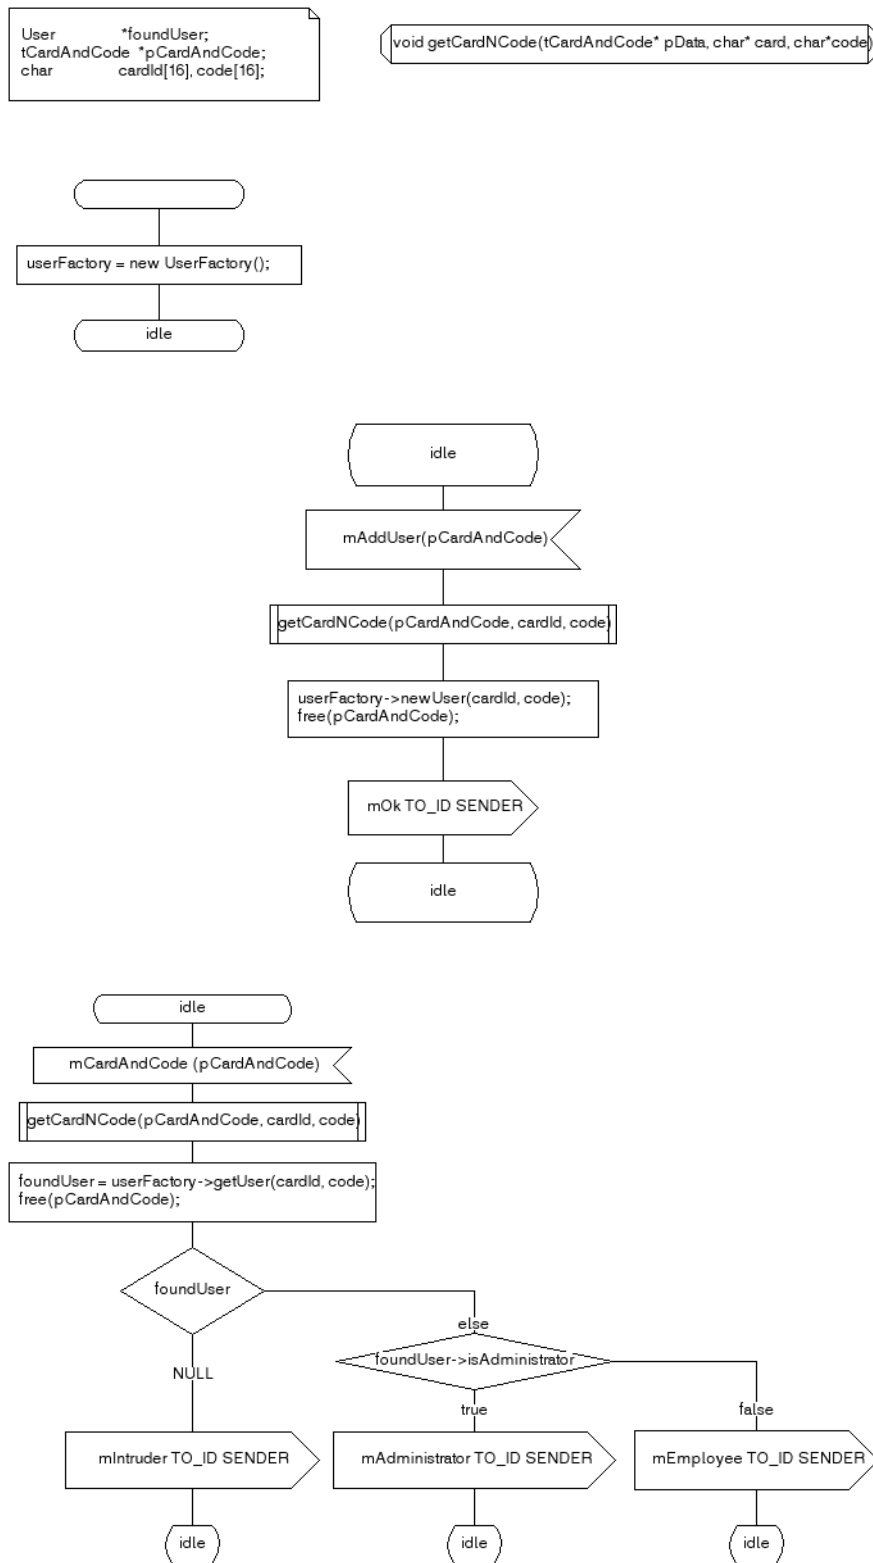 User *foundUser;
tCardAndCode *pCardAndCode;
char cardId[16], code[16];
void getCardNCode(tCardAndCode* pData, char* card, char*code)
userFactory = new UserFactory();
idle
idle
mAddUser(pCardAndCode)
getCardNCode(pCardAndCode, cardId, code)
userFactory->newUser(cardId, code);
free(pCardAndCode);
mOk TO_ID SENDER
idle
idle
mCardAndCode (pCardAndCode)
getCardNCode(pCardAndCode, cardId, code)
foundUser = userFactory->getUser(cardId, code);
free(pCardAndCode);
foundUser
else
foundUser->isAdministrator
NULL
true
false
mIntruder TO_ID SENDER
mAdministrator TO_ID SENDER
mEmployee TO_ID SENDER
idle
idle
idle